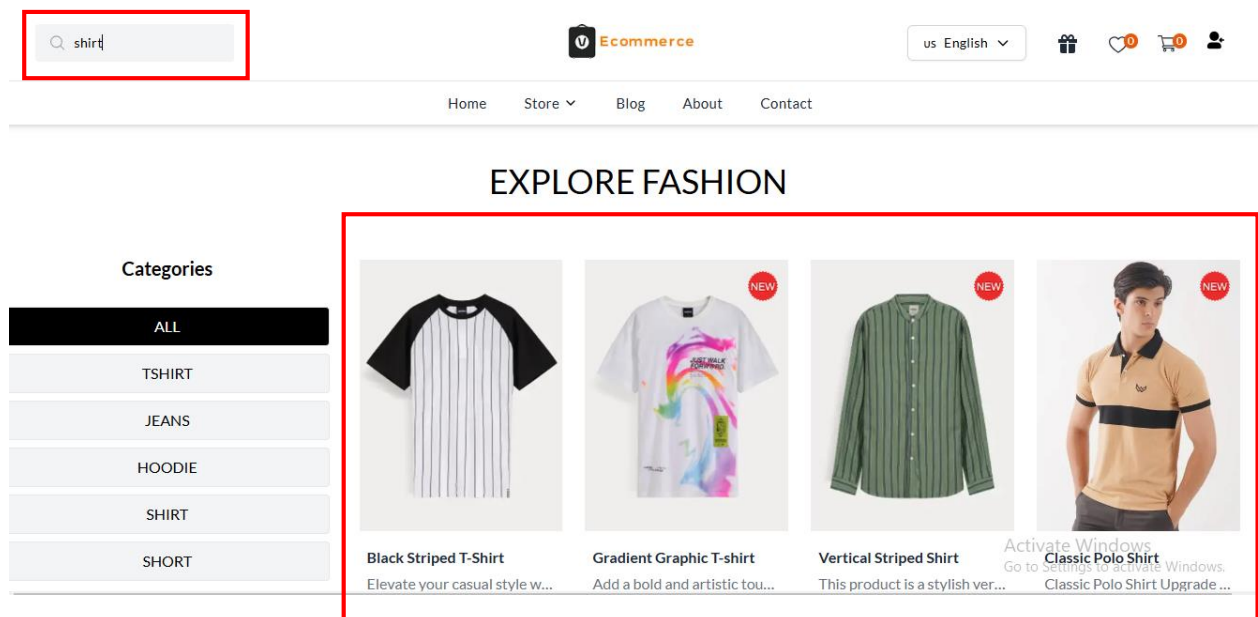 shirt
V Ecommerce
us English
0
0
Home Store Blog About Contact
EXPLORE FASHION
Categories
ALL
TSHIRT
JEANS
HOODIE
SHIRT
SHORT
NEW
NEW
NEW
JUST WALK
Black Striped T-Shirt
Elevate your casual style w...
Gradient Graphic T-shirt
Add a bold and artistic tou...
Vertical Striped Shirt
This product is a stylish ver...
Classic Polo Shirt
Classic Polo Shirt Upgrade ...
Activate Windows
Go to Settings to activate Windows.